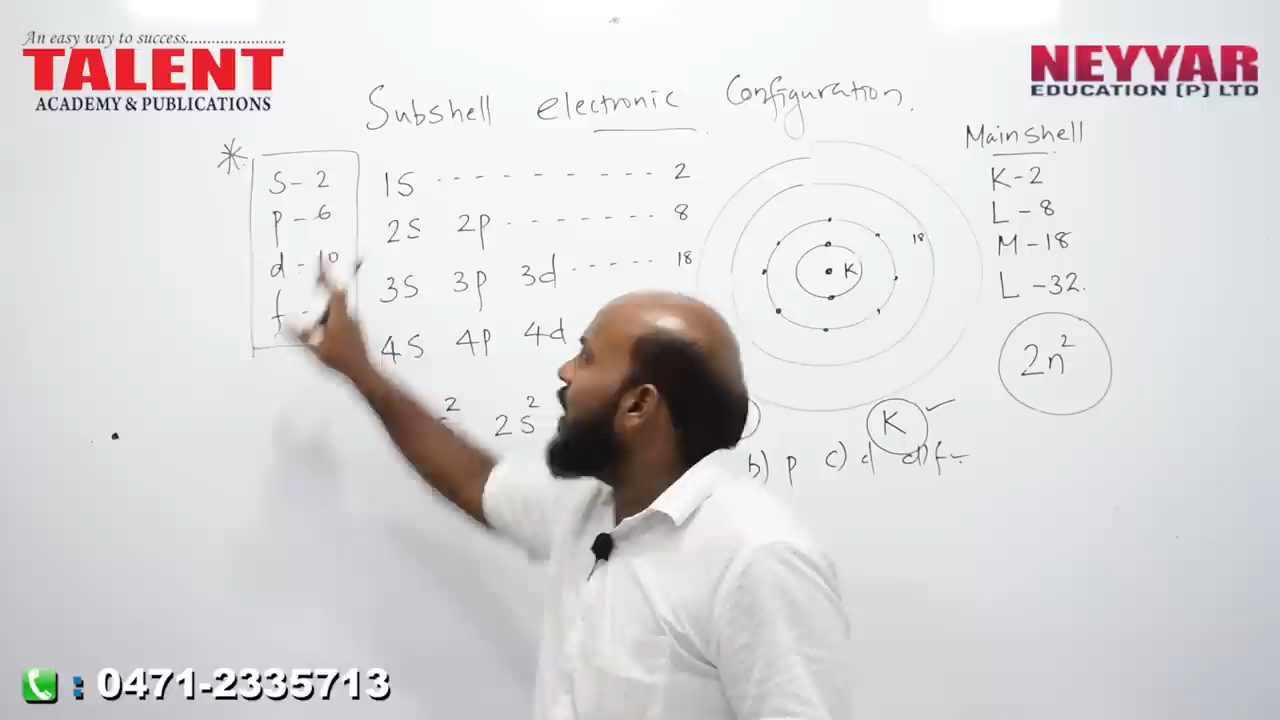 An easy way to success......................
TALENT
ACADEMY & PUBLICATIONS
NEYYAR
EDUCATION (P) LTD
Subshell electronic Configuration.
* S - 2
p - 6
d - 10
f -
1S - - - - - - - - - 2
2S 2p - - - - - - - 8
3S 3p 3d - - - - - 18
4S 4p 4d
2 2S²
18
K
Main shell
K - 2
L - 8
M - 18
L - 32.
2n²
K ✓
b) p c) d d) f
: 0471-2335713